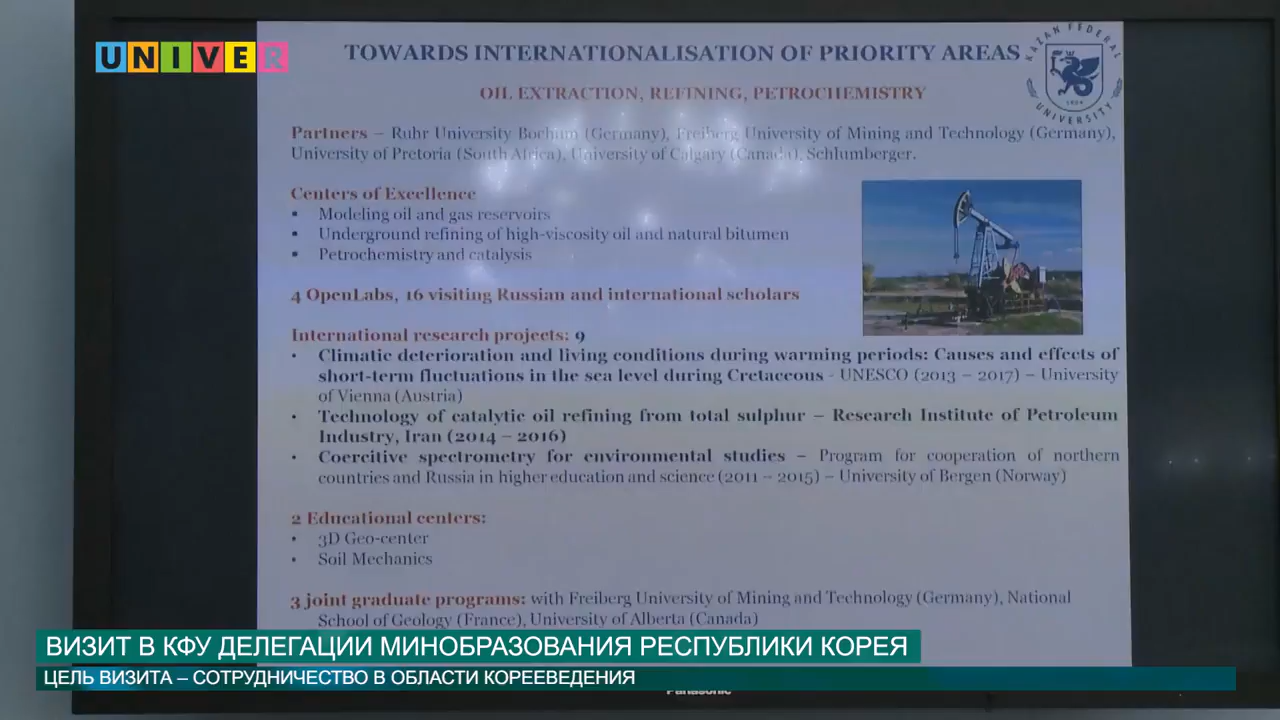 UNIVER
TOWARDS INTERNATIONALISATION OF PRIORITY AREAS
KAZAN FEDERAL
UNIVERSITY
1804
OIL EXTRACTION, REFINING, PETROCHEMISTRY
Partners – Ruhr University Bochum (Germany), Freiberg University of Mining and Technology (Germany),
University of Pretoria (South Africa), University of Calgary (Canada), Schlumberger.
Centers of Excellence
• Modeling oil and gas reservoirs
• Underground refining of high-viscosity oil and natural bitumen
• Petrochemistry and catalysis
4 OpenLabs, 16 visiting Russian and international scholars
International research projects: 9
• Climatic deterioration and living conditions during warming periods: Causes and effects of
short-term fluctuations in the sea level during Cretaceous - UNESCO (2013 – 2017) – University
of Vienna (Austria)
• Technology of catalytic oil refining from total sulphur – Research Institute of Petroleum
Industry, Iran (2014 – 2016)
• Coercitive spectrometry for environmental studies – Program for cooperation of northern
countries and Russia in higher education and science (2011 – 2015) – University of Bergen (Norway)
2 Educational centers:
• 3D Geo-center
• Soil Mechanics
3 joint graduate programs: with Freiberg University of Mining and Technology (Germany), National
School of Geology (France), University of Alberta (Canada)
ВИЗИТ В КФУ ДЕЛЕГАЦИИ МИНОБРАЗОВАНИЯ РЕСПУБЛИКИ КОРЕЯ
ЦЕЛЬ ВИЗИТА – СОТРУДНИЧЕСТВО В ОБЛАСТИ КОРЕЕВЕДЕНИЯ
Panasonic